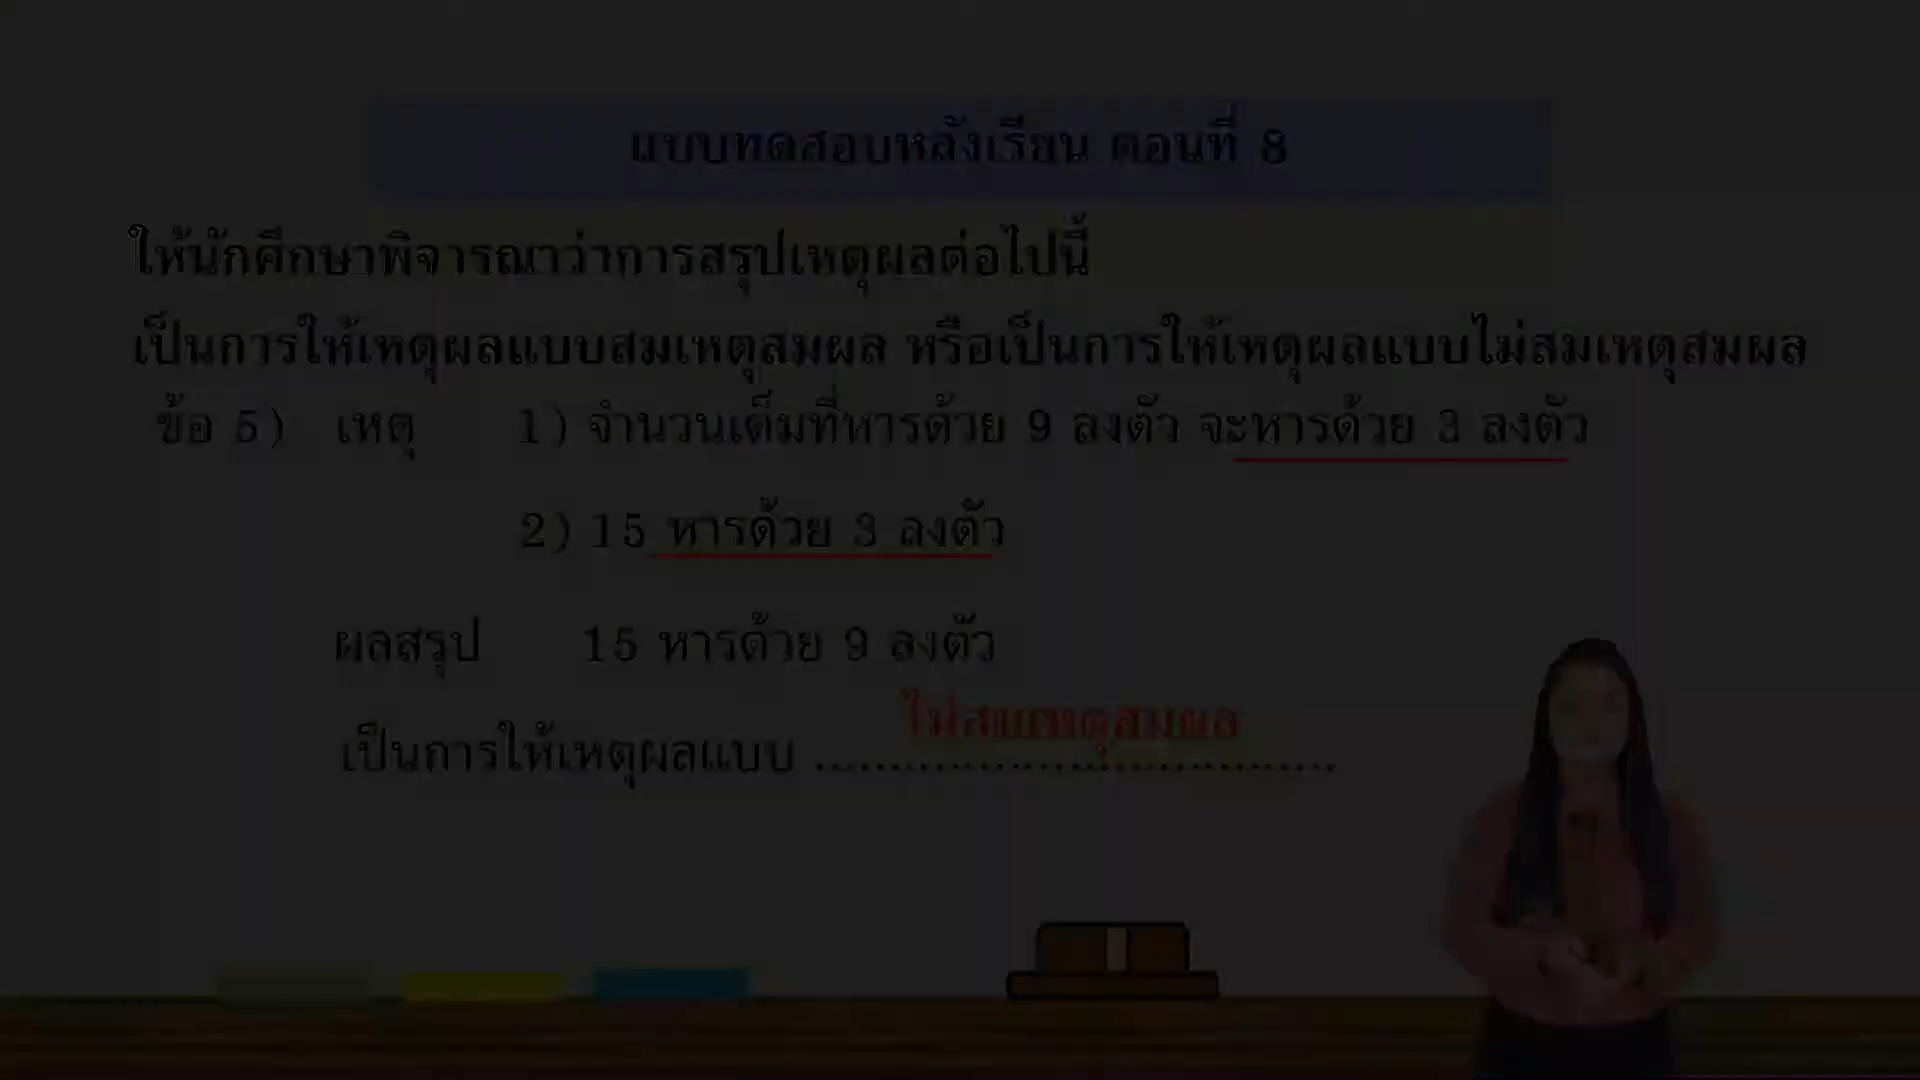 แบบทดสอบหลังเรียน ตอนที่ 8
ให้นักศึกษาพิจารณาว่าการสรุปเหตุผลต่อไปนี้
เป็นการให้เหตุผลแบบสมเหตุสมผล หรือเป็นการให้เหตุผลแบบไม่สมเหตุสมผล
ข้อ 5) เหตุ 1) จำนวนเต็มที่หารด้วย 9 ลงตัว จะหารด้วย 3 ลงตัว
2) 15 หารด้วย 3 ลงตัว
ผลสรุป 15 หารด้วย 9 ลงตัว
ไม่สมเหตุสมผล
เป็นการให้เหตุผลแบบ ...................................